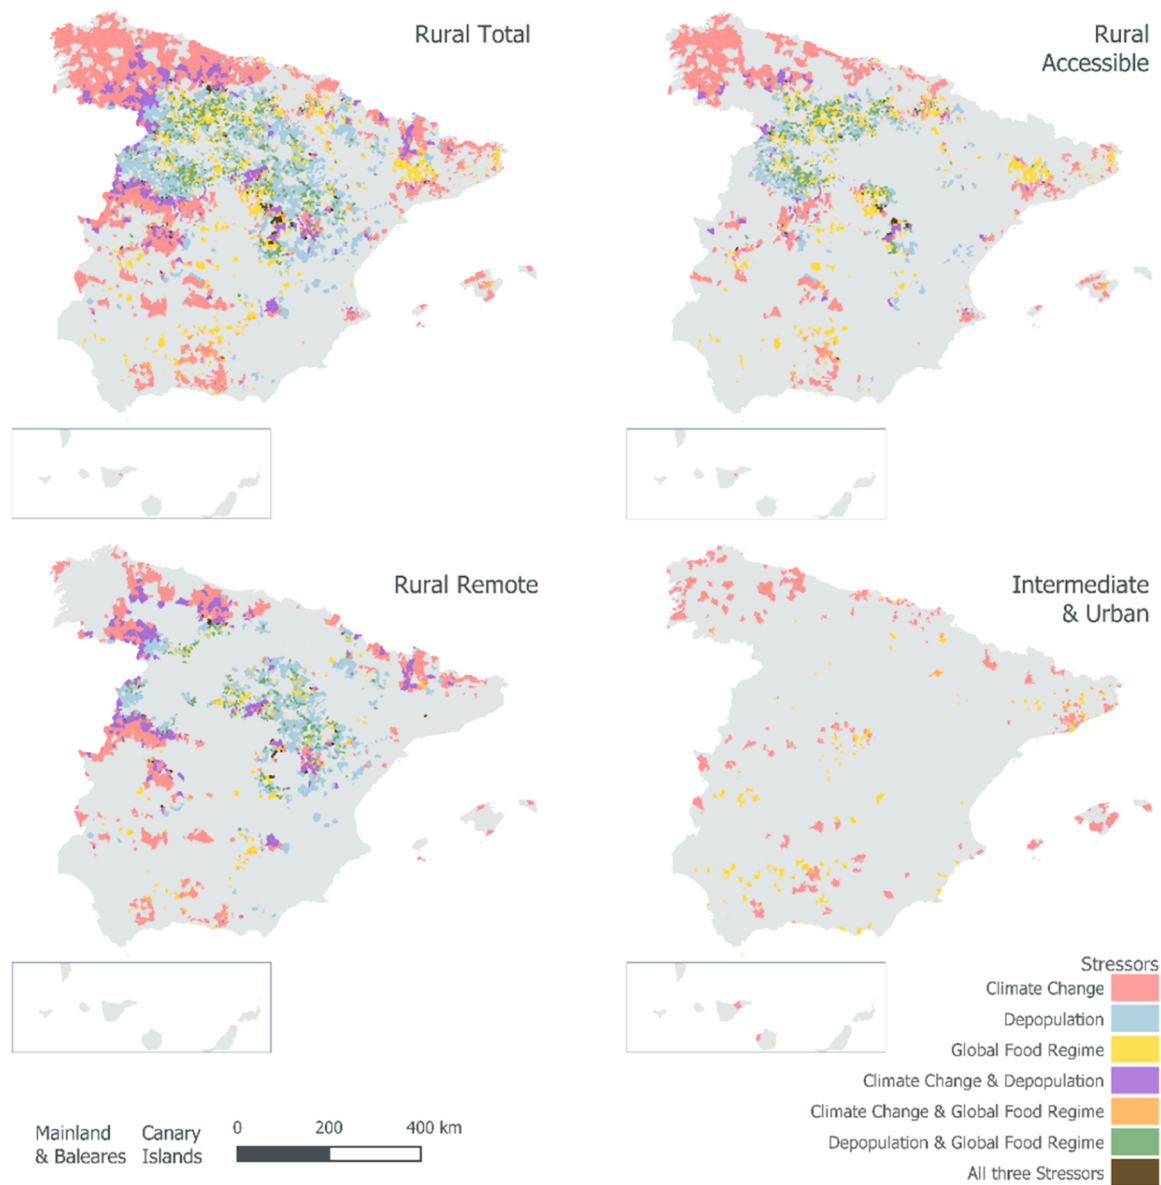 Rural Total
Rural
Accessible
Rural Remote
Intermediate
& Urban
Stressors
Climate Change
Depopulation
Global Food Regime
Climate Change & Depopulation
Climate Change & Global Food Regime
Depopulation & Global Food Regime
All three Stressors
Mainland
& Baleares
Canary
Islands
0 200 400 km